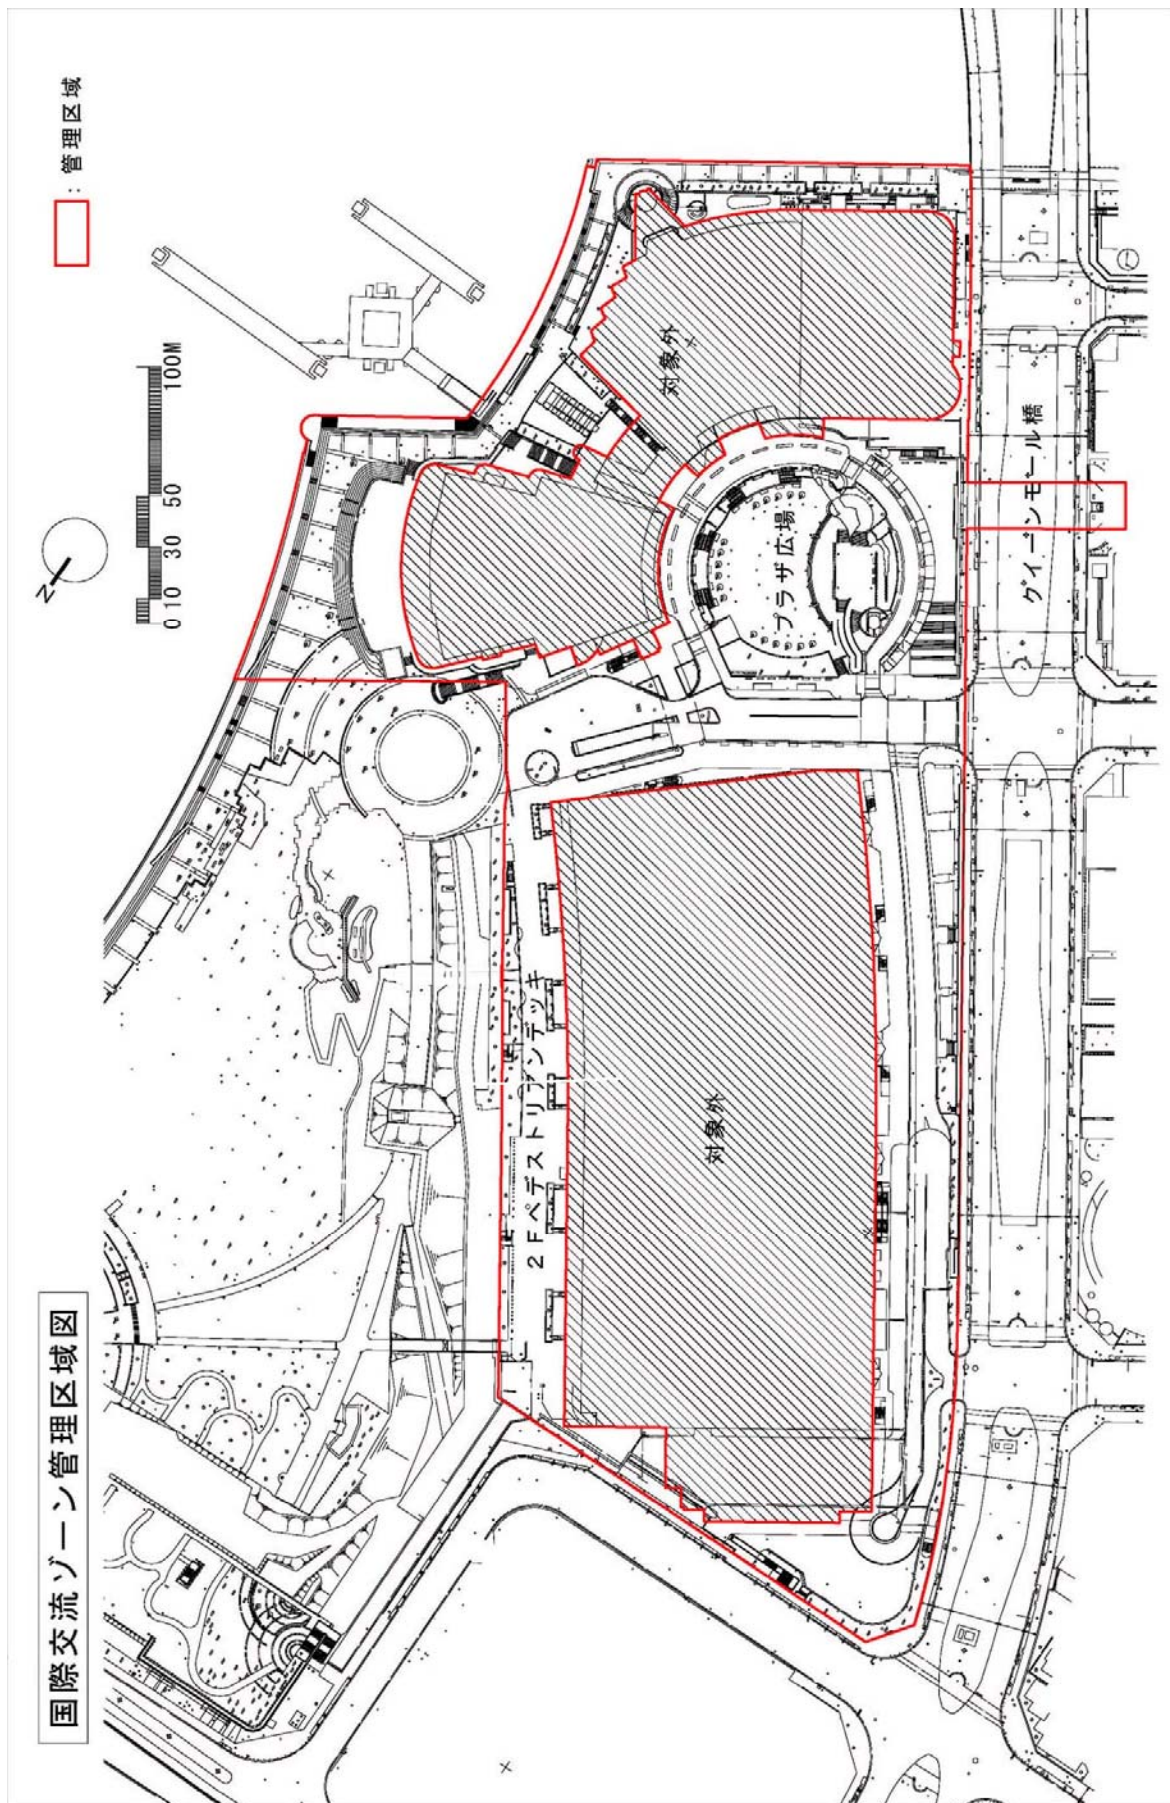 国際交流ゾーン管理区域図
：管理区域
N
0 10 30 50 100M
対象外
プラザ広場
クイーンモール橋
2Fペデストリアンデッキ
対象外